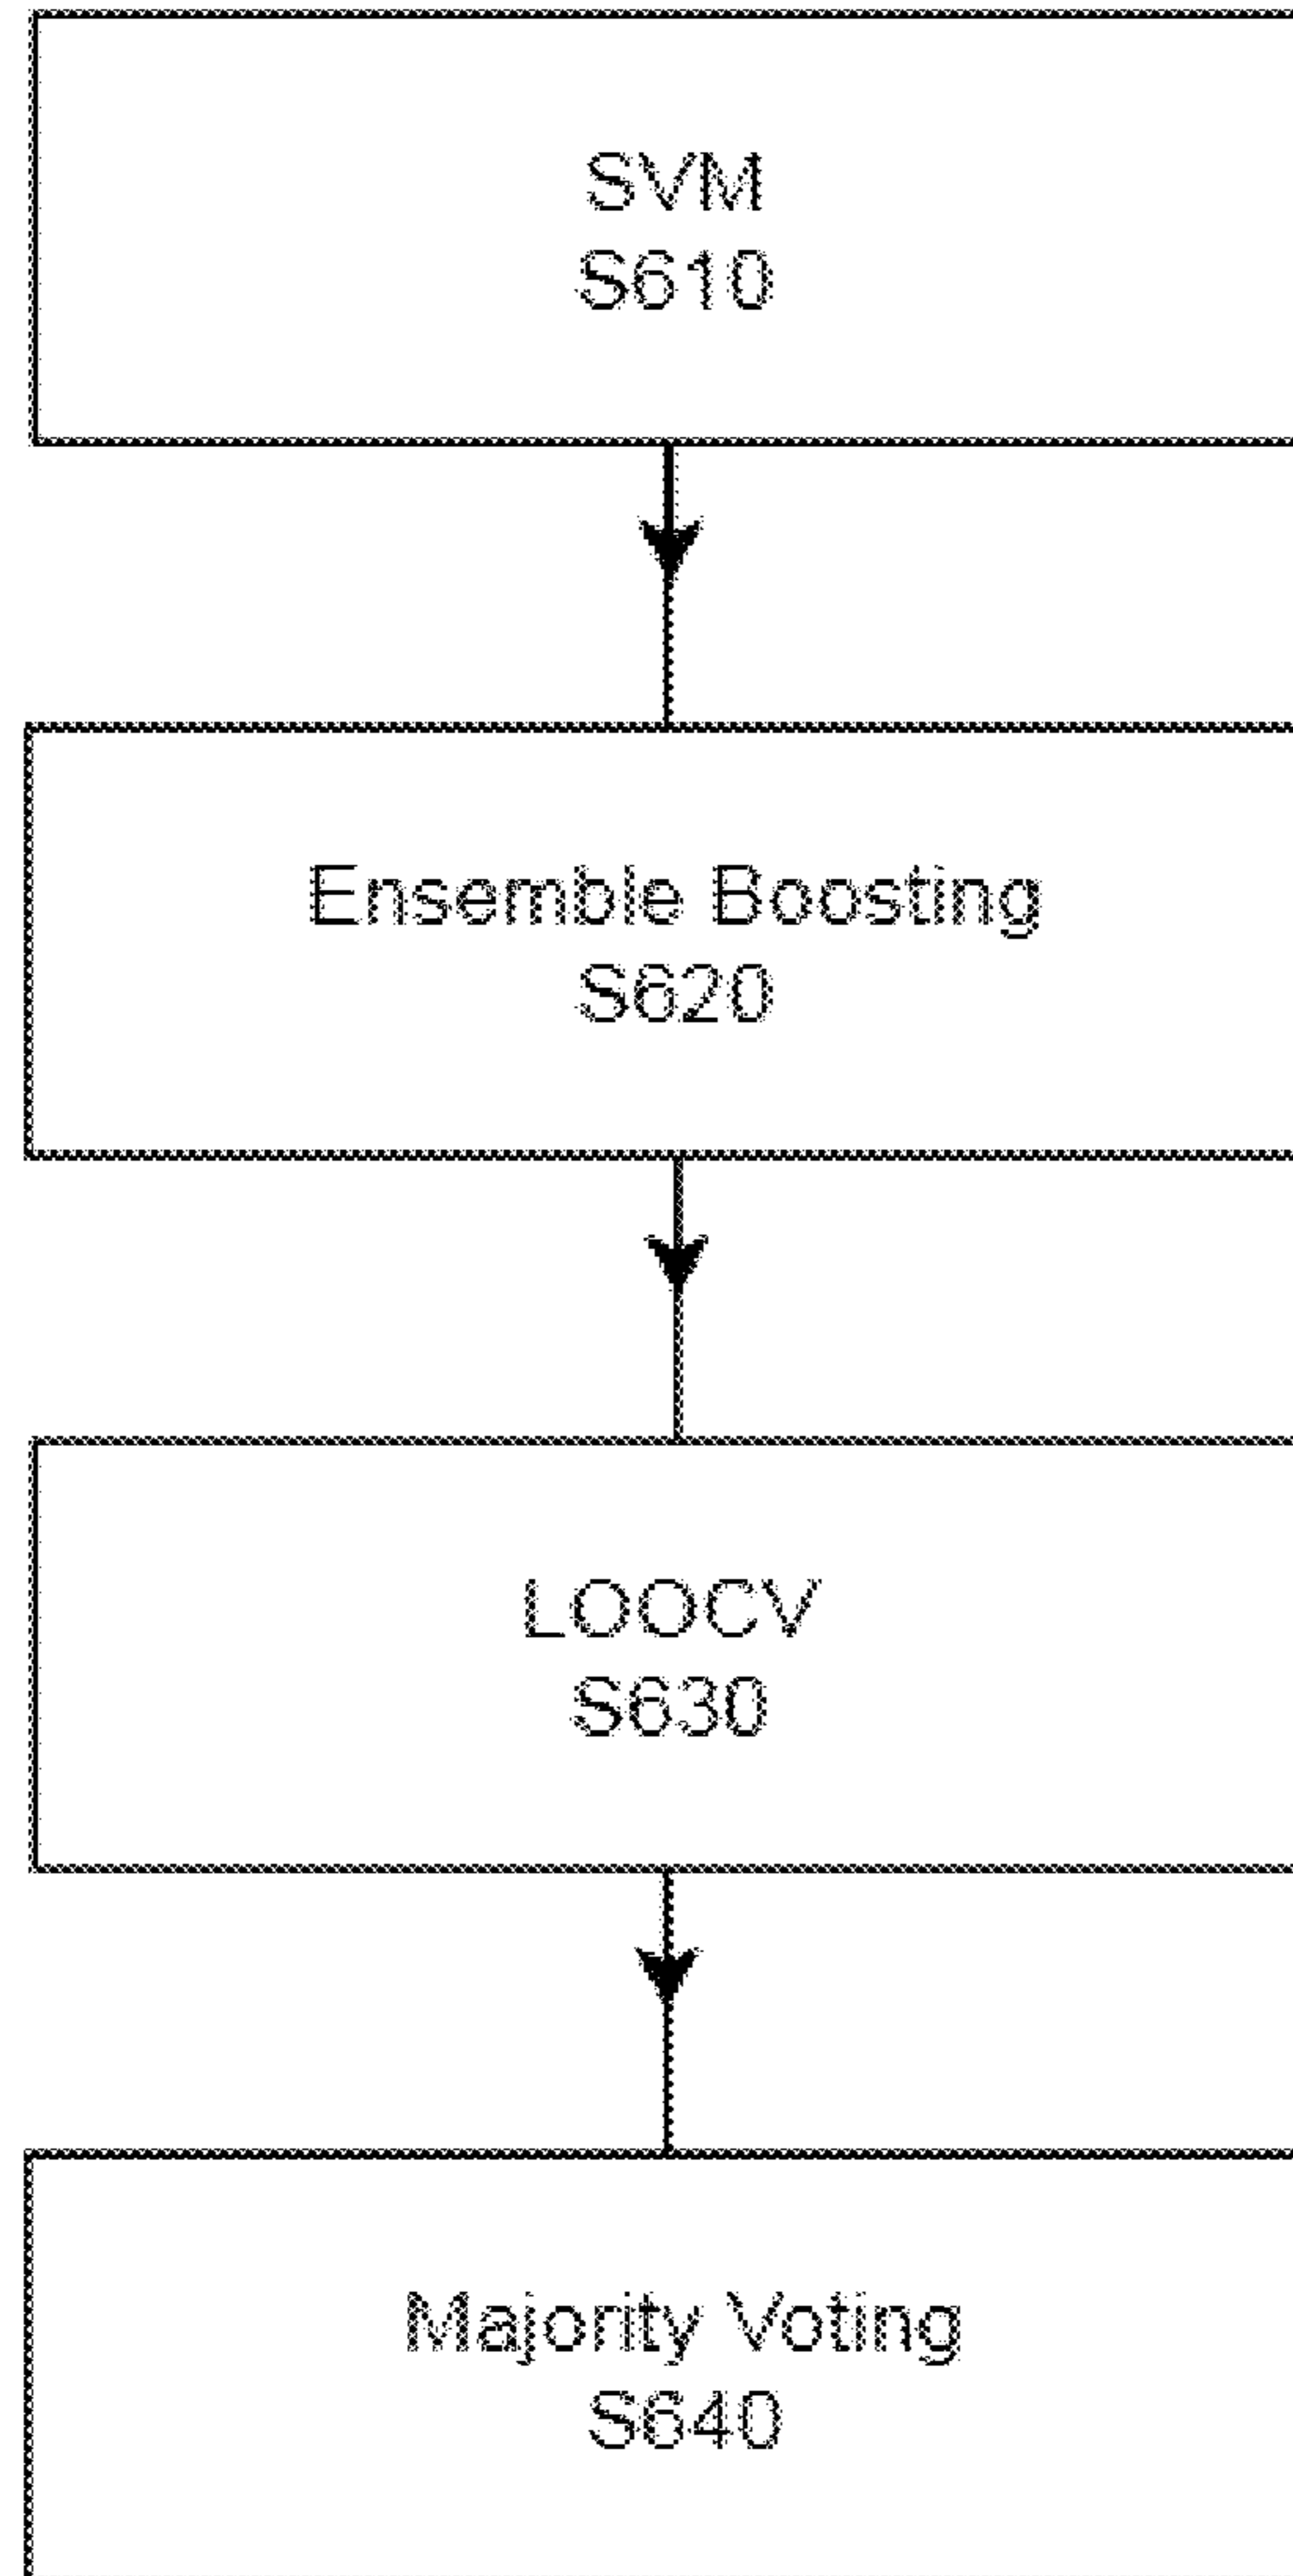 SVM
S610
Ensemble Boosting
S620
LOOCV
S630
Majority Voting
S640